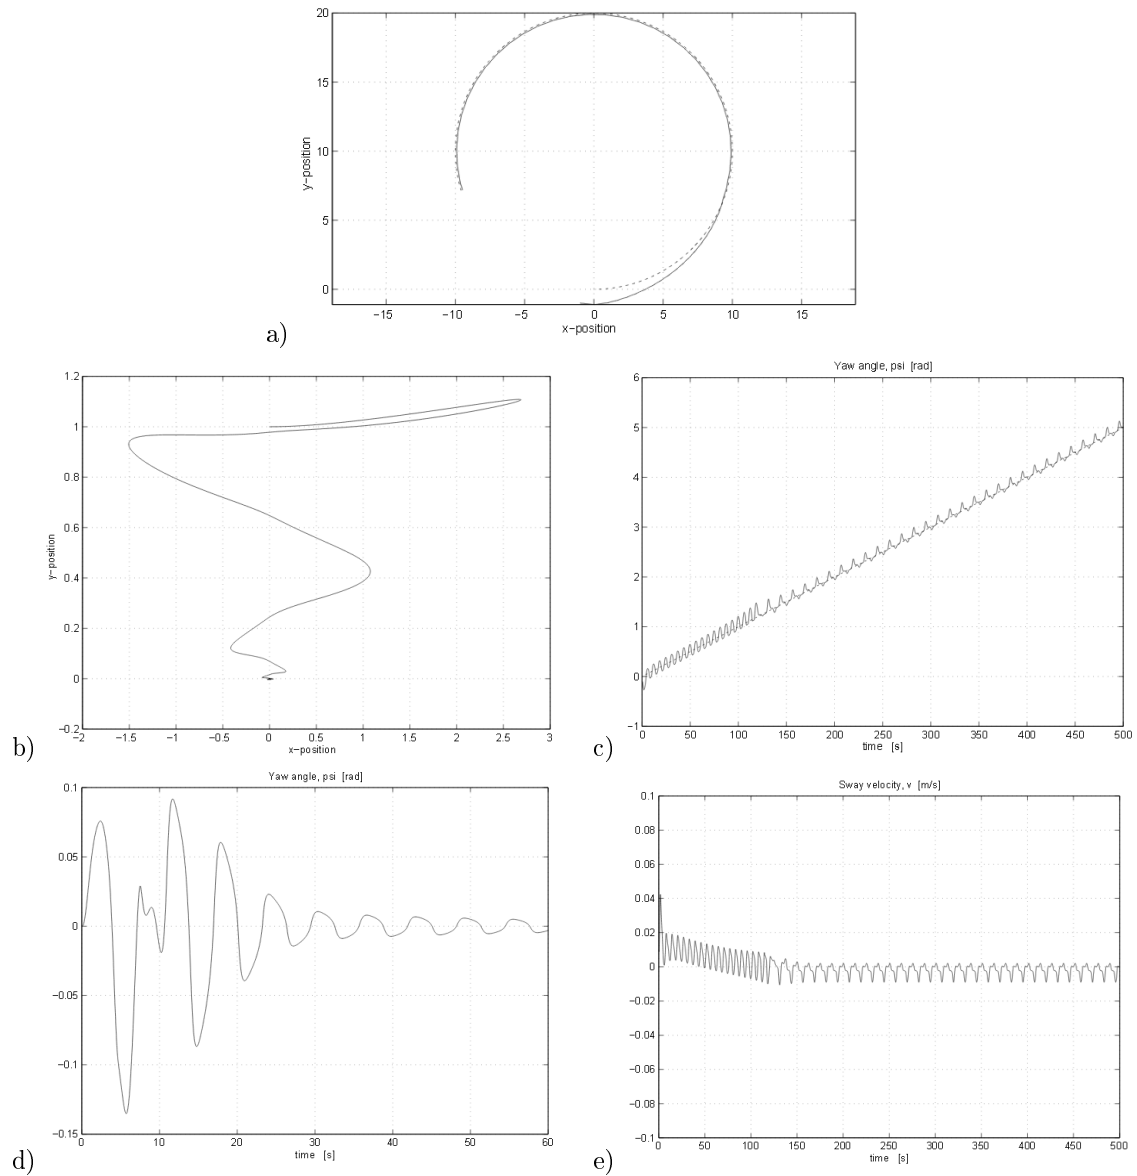 20
15
10
5
0
y-position
-15 -10 -5 0 5 10 15
x-position
a)
1.2
1
0.8
0.6
0.4
0.2
0
-0.2
y-position
-2 -1.5 -1 -0.5 0 0.5 1 1.5 2 2.5 3
x-position
b)
Yaw angle, psi [rad]
6
5
4
3
2
1
0
-1
0 50 100 150 200 250 300 350 400 450 500
time [s]
c)
Yaw angle, psi [rad]
0.1
0.05
0
-0.05
-0.1
-0.15
0 10 20 30 40 50 60
time [s]
d)
Sway velocity, v [m/s]
0.1
0.08
0.06
0.04
0.02
0
-0.02
-0.04
-0.06
-0.08
-0.1
0 50 100 150 200 250 300 350 400 450 500
time [s]
e)